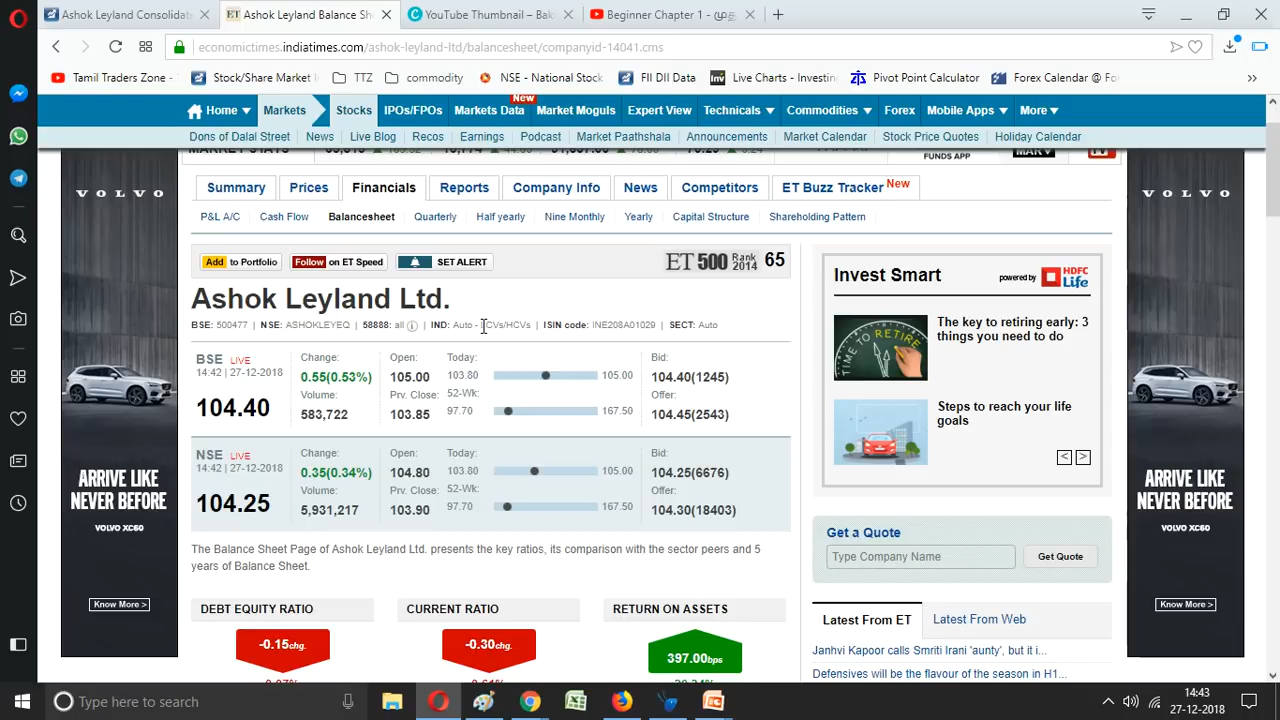 Ashok Leyland Consolidate
Ashok Leyland Balance Sh
YouTube Thumbnail – Bak
Beginner Chapter 1 -
economictimes.indiatimes.com/ashok-leyland-ltd/balancesheet/companyid-14041.cms
Tamil Traders Zone -
Stock/Share Market I
TTZ
commodity
NSE - National Stock
FII DII Data
Inv
Live Charts - Investin
Pivot Point Calculator
Forex Calendar @ Fo
»
Home
Markets
Stocks
IPOs/FPOs
Markets Data
New
Market Moguls
Expert View
Technicals
Commodities
Forex
Mobile Apps
More
Dons of Dalal Street
News
Live Blog
Recos
Earnings
Podcast
Market Paathshala
Announcements
Market Calendar
Stock Price Quotes
Holiday Calendar
FUNDS APP
Summary
Prices
Financials
Reports
Company Info
News
Competitors
ET Buzz Tracker New
P&L A/C
Cash Flow
Balancesheet
Quarterly
Half yearly
Nine Monthly
Yearly
Capital Structure
Shareholding Pattern
Add to Portfolio
Follow on ET Speed
SET ALERT
ET 500 Rank 2014 65
Ashok Leyland Ltd.
BSE: 500477 | NSE: ASHOKLEYEQ | 58888: all | IND: Auto - CVs/HCVs | ISIN code: INE208A01029 | SECT: Auto
BSE LIVE
14:42 | 27-12-2018
104.40
Change:
0.55(0.53%)
Volume:
583,722
Open:
105.00
Prv. Close:
103.85
Today:
103.80 105.00
52-Wk:
97.70 167.50
Bid:
104.40(1245)
Offer:
104.45(2543)
NSE LIVE
14:42 | 27-12-2018
104.25
Change:
0.35(0.34%)
Volume:
5,931,217
Open:
104.80
Prv. Close:
103.90
Today:
103.80 105.00
52-Wk:
97.70 167.50
Bid:
104.25(6676)
Offer:
104.30(18403)
The Balance Sheet Page of Ashok Leyland Ltd. presents the key ratios, its comparison with the sector peers and 5
years of Balance Sheet.
DEBT EQUITY RATIO
-0.15chg.
CURRENT RATIO
-0.30chg.
RETURN ON ASSETS
397.00bps
Invest Smart
powered by HDFC Life
TIME TO RETIRE
The key to retiring early: 3
things you need to do
Steps to reach your life
goals
< >
Get a Quote
Type Company Name
Get Quote
Latest From ET
Latest From Web
Janhvi Kapoor calls Smriti Irani 'aunty', but it i...
Defensives will be the flavour of the season in H1...
VOLVO
ARRIVE LIKE
NEVER BEFORE
VOLVO XC60
Know More >
VOLVO
ARRIVE LIKE
NEVER BEFORE
VOLVO XC60
Know More >
Type here to search
14:43
27-12-2018